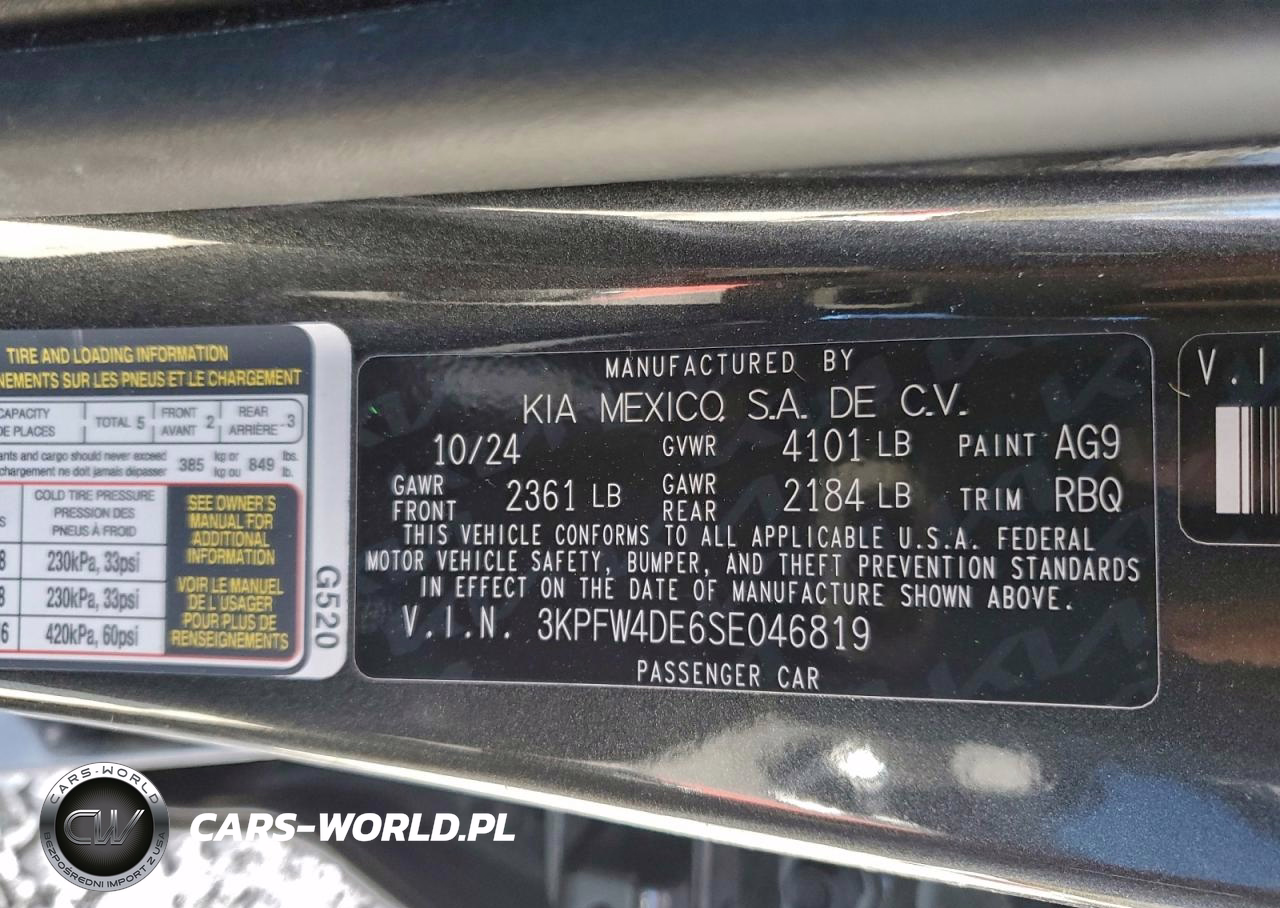 TIRE AND LOADING INFORMATION
NEMENTS SUR LES PNEUS ET LE CHARGEMENT
CAPACITY
DE PLACES
TOTAL 5
FRONT
AVANT 2
REAR
ARRIÈRE 3
ants and cargo should never exceed
chargement ne doit jamais dépasser
385 kg or
kg ou
849 lbs.
lb.
COLD TIRE PRESSURE
PRESSION DES
PNEUS À FROID
230kPa, 33psi
230kPa, 33psi
420kPa, 60psi
SEE OWNER'S
MANUAL FOR
ADDITIONAL
INFORMATION
VOIR LE MANUEL
DE L'USAGER
POUR PLUS DE
RENSEIGNEMENTS
G520
MANUFACTURED BY
KIA MEXICO, S.A. DE C.V.
10/24 GVWR 4101 LB PAINT AG9
GAWR
FRONT 2361 LB GAWR
REAR 2184 LB TRIM RBQ
THIS VEHICLE CONFORMS TO ALL APPLICABLE U.S.A. FEDERAL
MOTOR VEHICLE SAFETY, BUMPER, AND THEFT PREVENTION STANDARDS
IN EFFECT ON THE DATE OF MANUFACTURE SHOWN ABOVE.
V.I.N. 3KPFW4DE6SE046819
PASSENGER CAR
V.I
CARS-WORLD
CW
BEZPOŚREDNI IMPORT Z USA
CARS-WORLD.PL